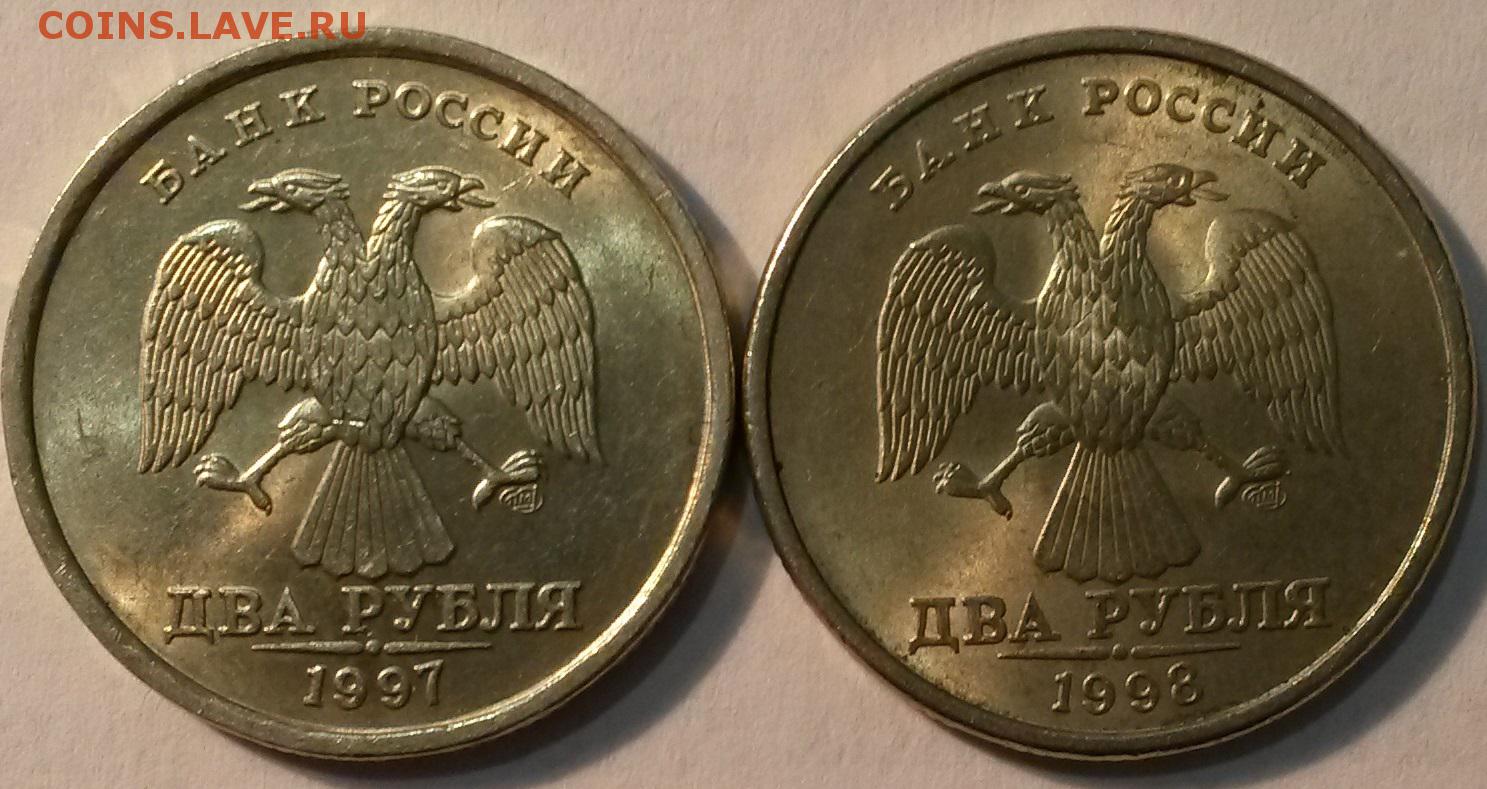 COINS.LAVE.RU
БАНК РОССИИ
ДВА РУБЛЯ
1997
БАНК РОССИИ
ДВА РУБЛЯ
1998